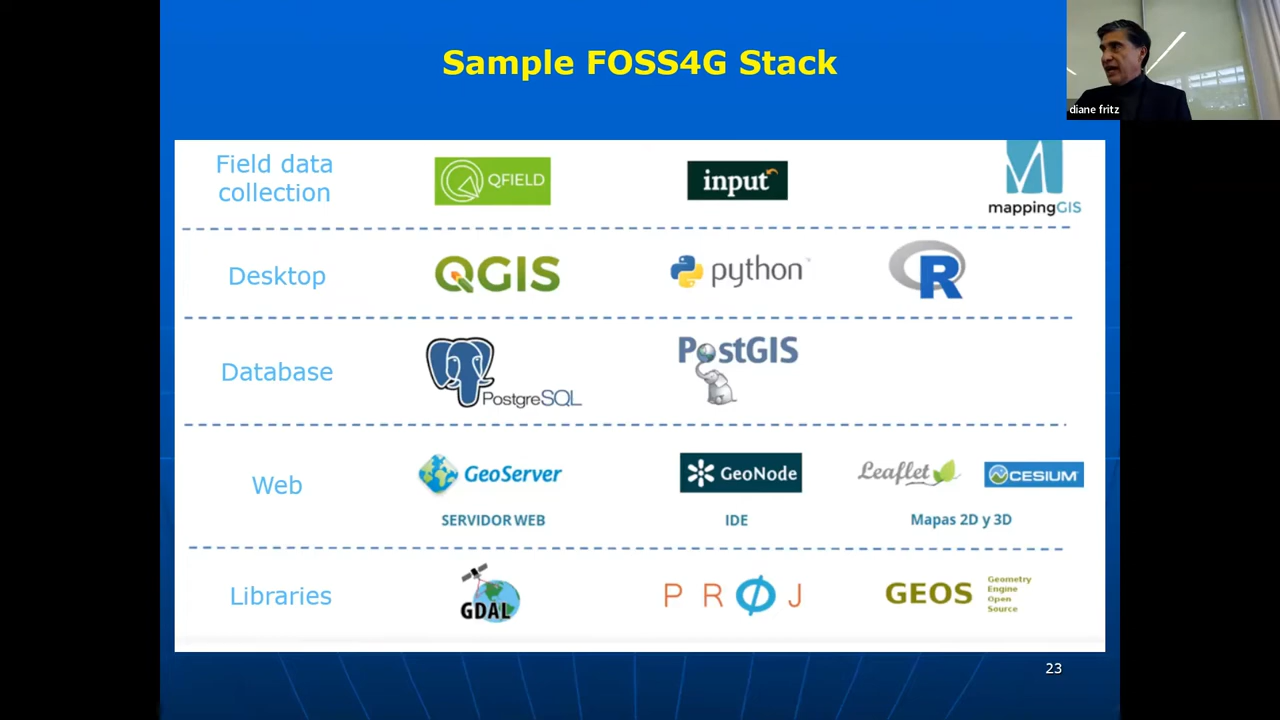 Sample FOSS4G Stack
diane fritz
Field data
collection
QFIELD
input
mappingGIS
Desktop
QGIS
python
R
Database
PostgreSQL
PostGIS
Web
GeoServer
GeoNode
Leaflet
CESIUM
SERVIDOR WEB
IDE
Mapas 2D y 3D
Libraries
GDAL
PROJ
GEOS
Geometry
Engine
Open
Source
23